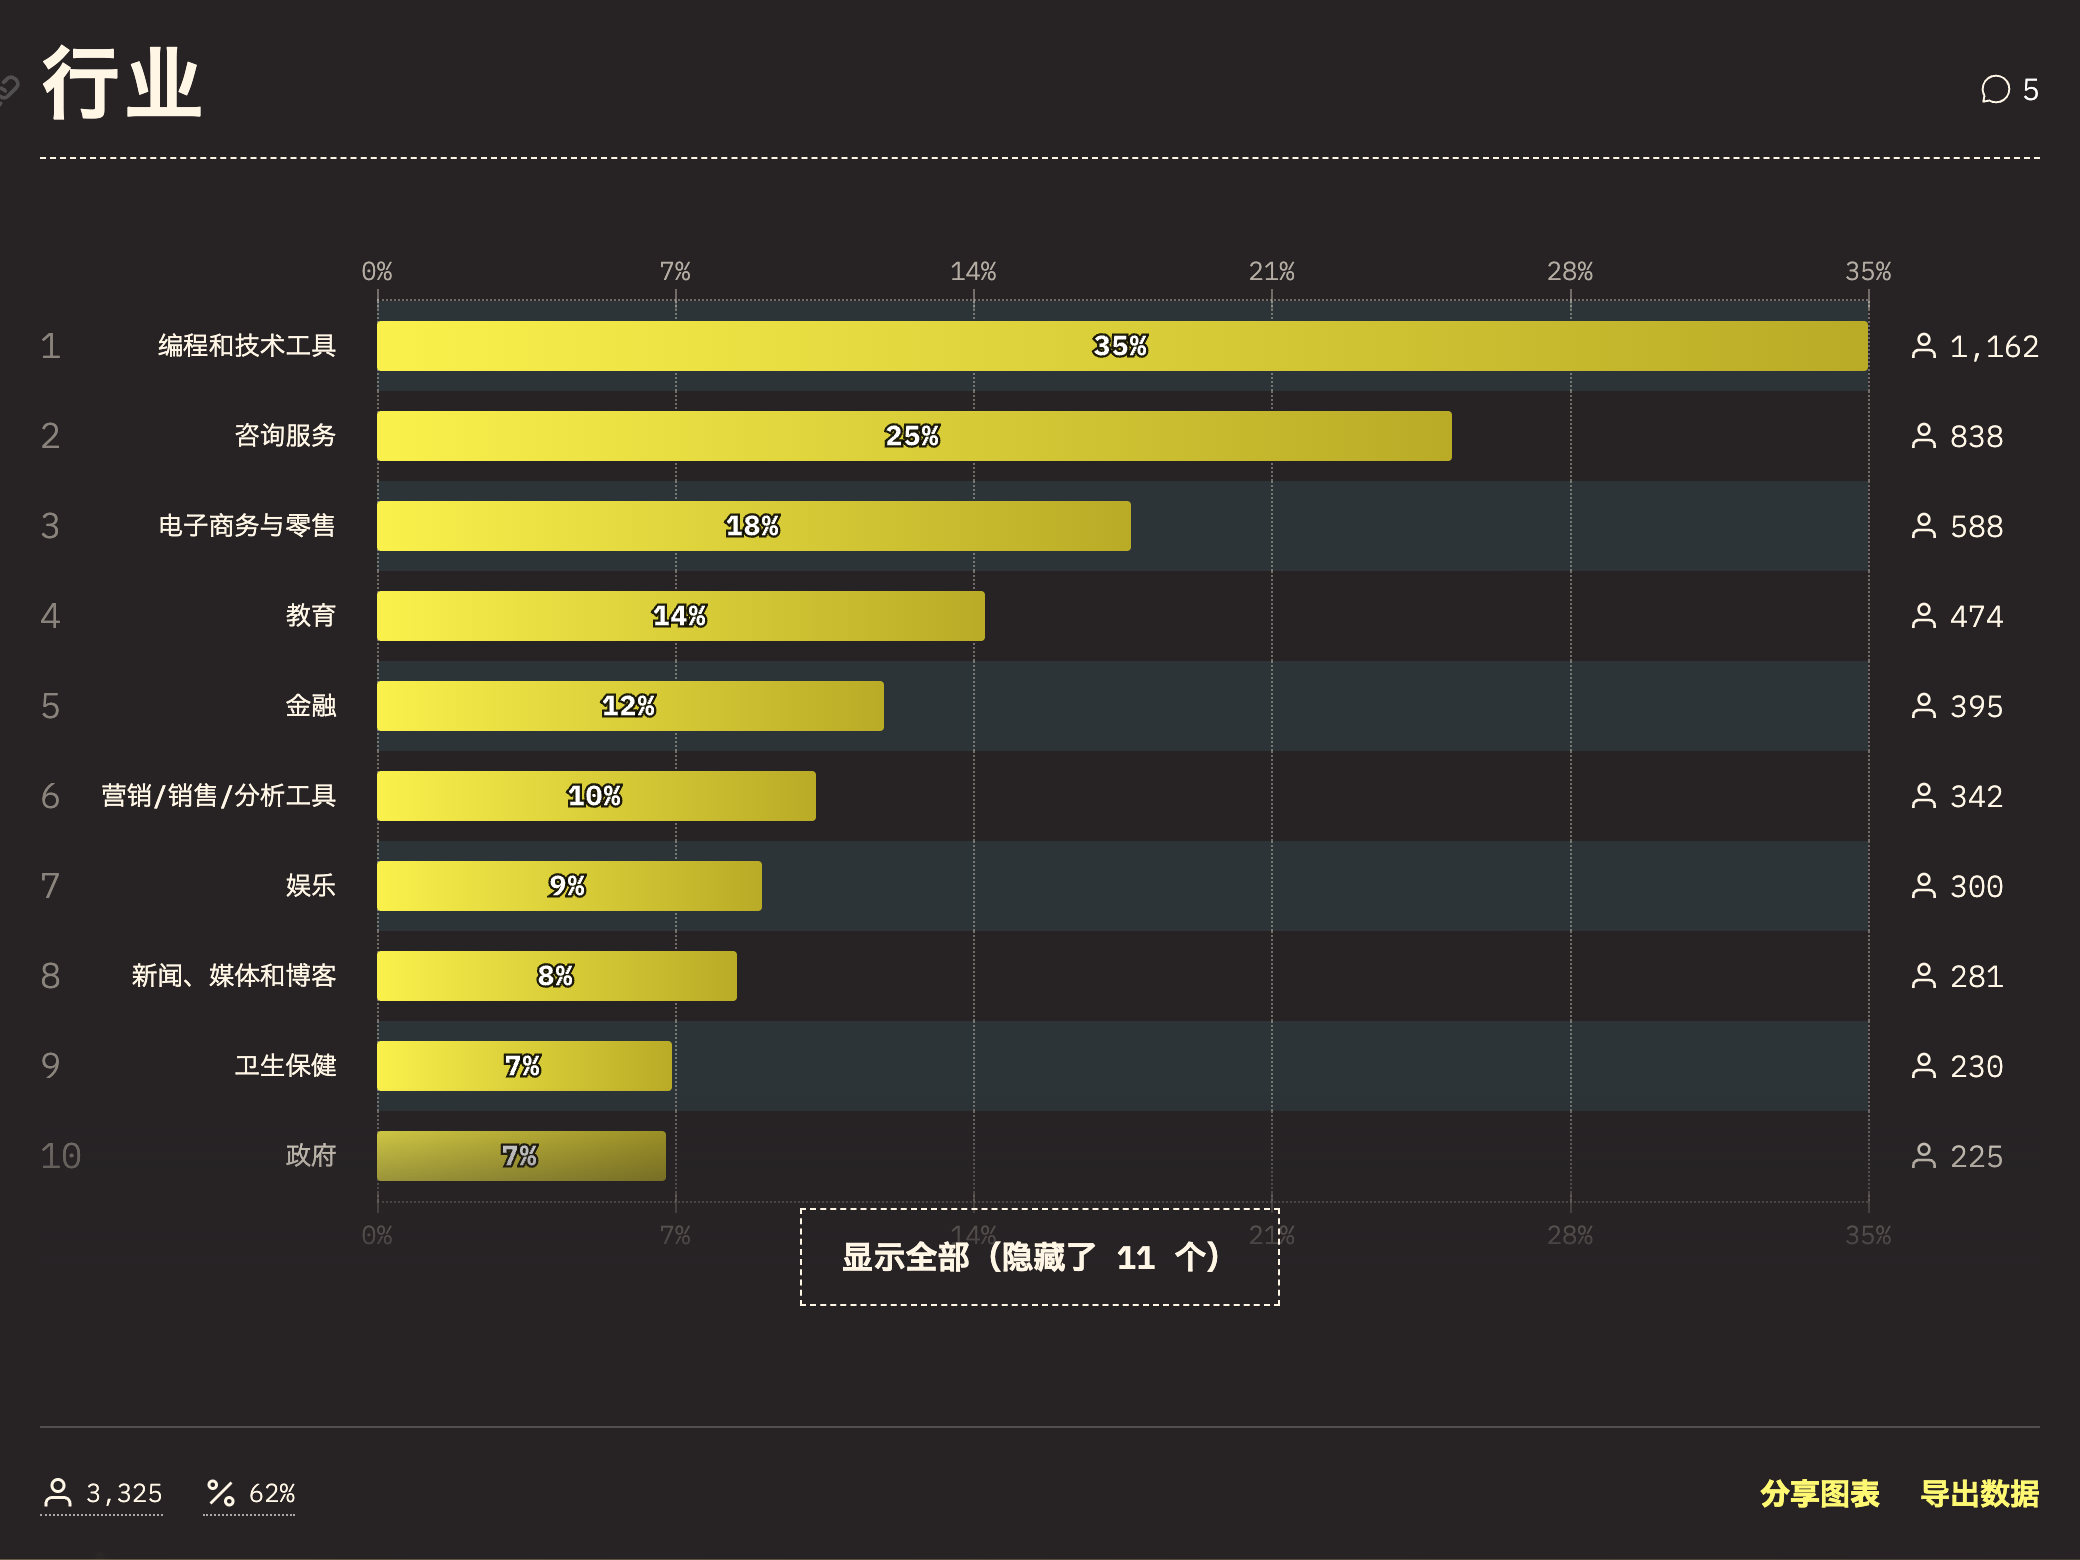 行业
5
0% 7% 14% 21% 28% 35%
1 编程和技术工具 35% 1,162
2 咨询服务 25% 838
3 电子商务与零售 18% 588
4 教育 14% 474
5 金融 12% 395
6 营销/销售/分析工具 10% 342
7 娱乐 9% 300
8 新闻、媒体和博客 8% 281
9 卫生保健 7% 230
10 政府 7% 225
0% 7% 14% 21% 28% 35%
显示全部（隐藏了 11 个）
3,325 62% 分享图表 导出数据